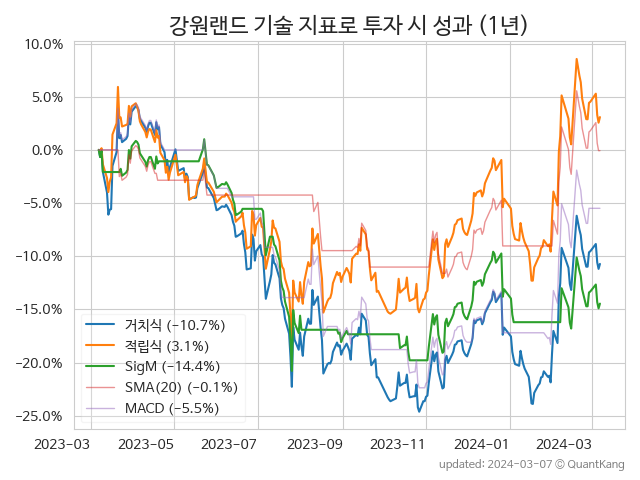 강원랜드 기술 지표로 투자 시 성과 (1년)
10.0%
5.0%
0.0%
−5.0%
−10.0%
−15.0%
−20.0%
−25.0%
거치식 (−10.7%)
적립식 (3.1%)
SigM (−14.4%)
SMA(20) (−0.1%)
MACD (−5.5%)
2023−03 2023−05 2023−07 2023−09 2023−11 2024−01 2024−03
updated: 2024−03−07 © QuantKang